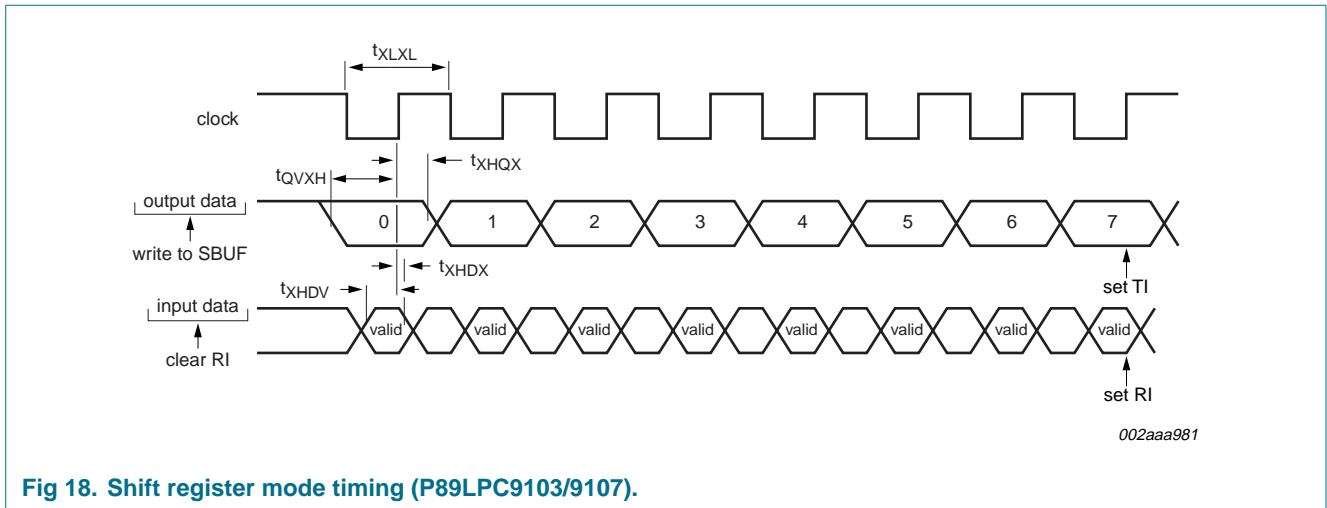 tXLXL
clock
tXHQX
tQVXH
output data
0 1 2 3 4 5 6 7
write to SBUF
tXHDX
set TI
tXHDV
input data
valid valid valid valid valid valid valid valid
clear RI
set RI
002aaa981
Fig 18. Shift register mode timing (P89LPC9103/9107).